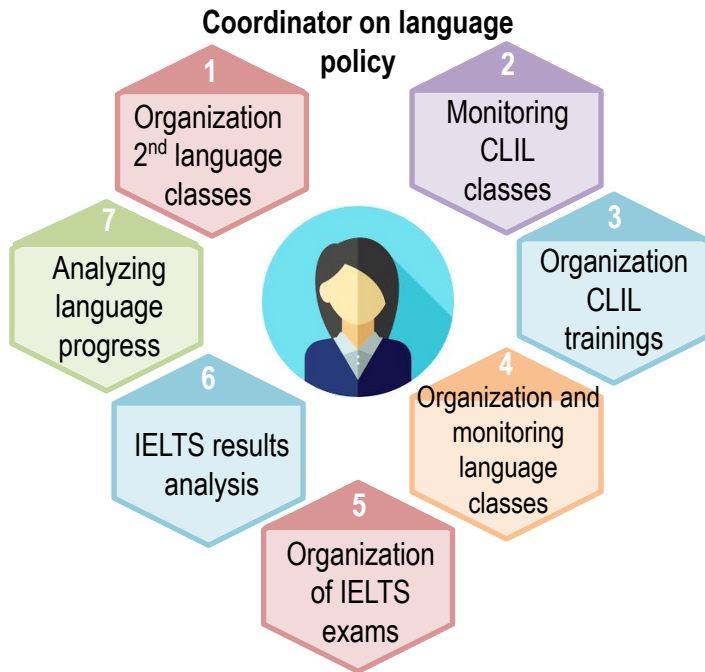 Coordinator on language
policy
1
Organization
2nd language
classes
2
Monitoring
CLIL
classes
3
Organization
CLIL
trainings
4
Organization and
monitoring
language
classes
5
Organization
of IELTS
exams
6
IELTS results
analysis
7
Analyzing
language
progress